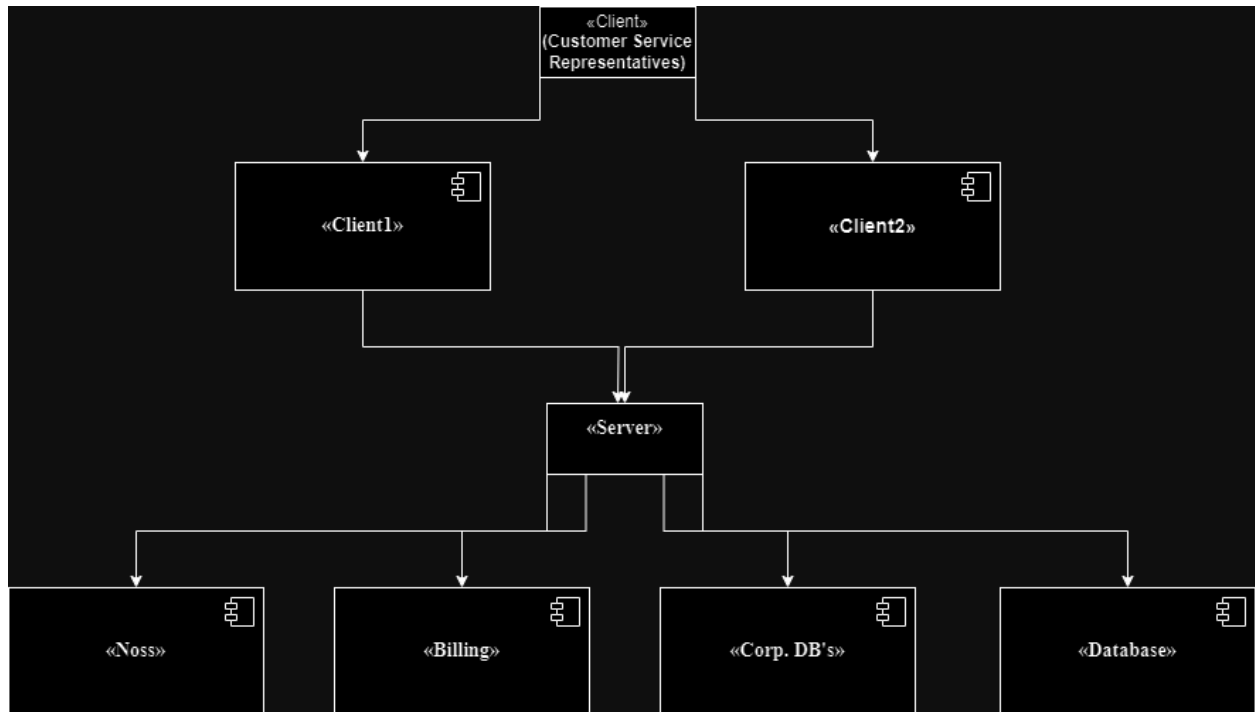 «Client»
(Customer Service
Representatives)
«Client1»
«Client2»
«Server»
«Noss»
«Billing»
«Corp. DB's»
«Database»